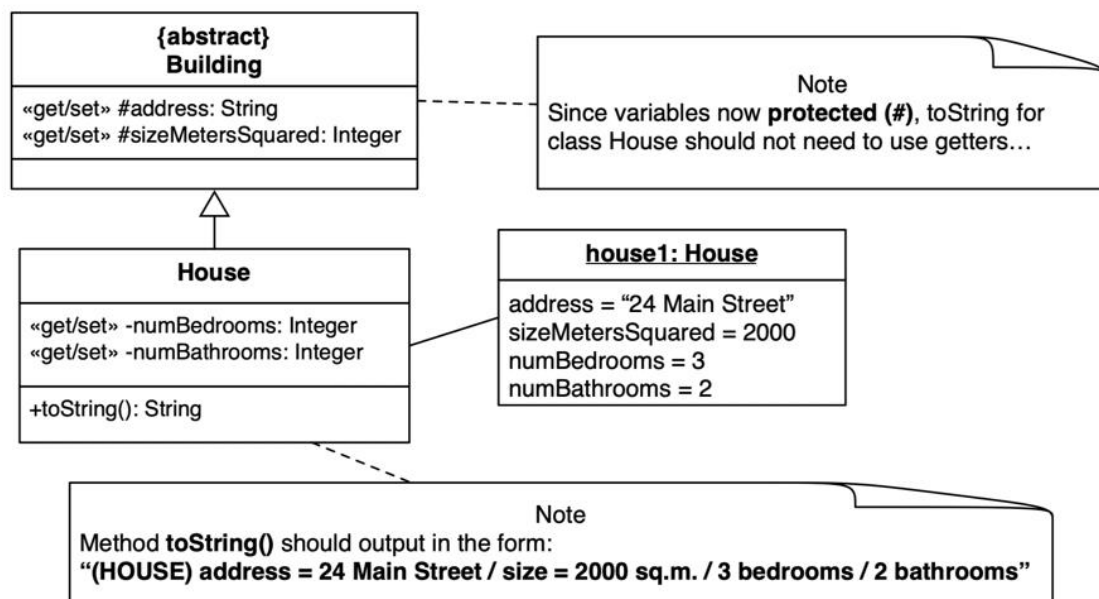 {abstract}
Building
«get/set» #address: String
«get/set» #sizeMetersSquared: Integer
Note
Since variables now protected (#), toString for
class House should not need to use getters…
House
«get/set» -numBedrooms: Integer
«get/set» -numBathrooms: Integer
+toString(): String
house1: House
address = “24 Main Street”
sizeMetersSquared = 2000
numBedrooms = 3
numBathrooms = 2
Note
Method toString() should output in the form:
“(HOUSE) address = 24 Main Street / size = 2000 sq.m. / 3 bedrooms / 2 bathrooms”